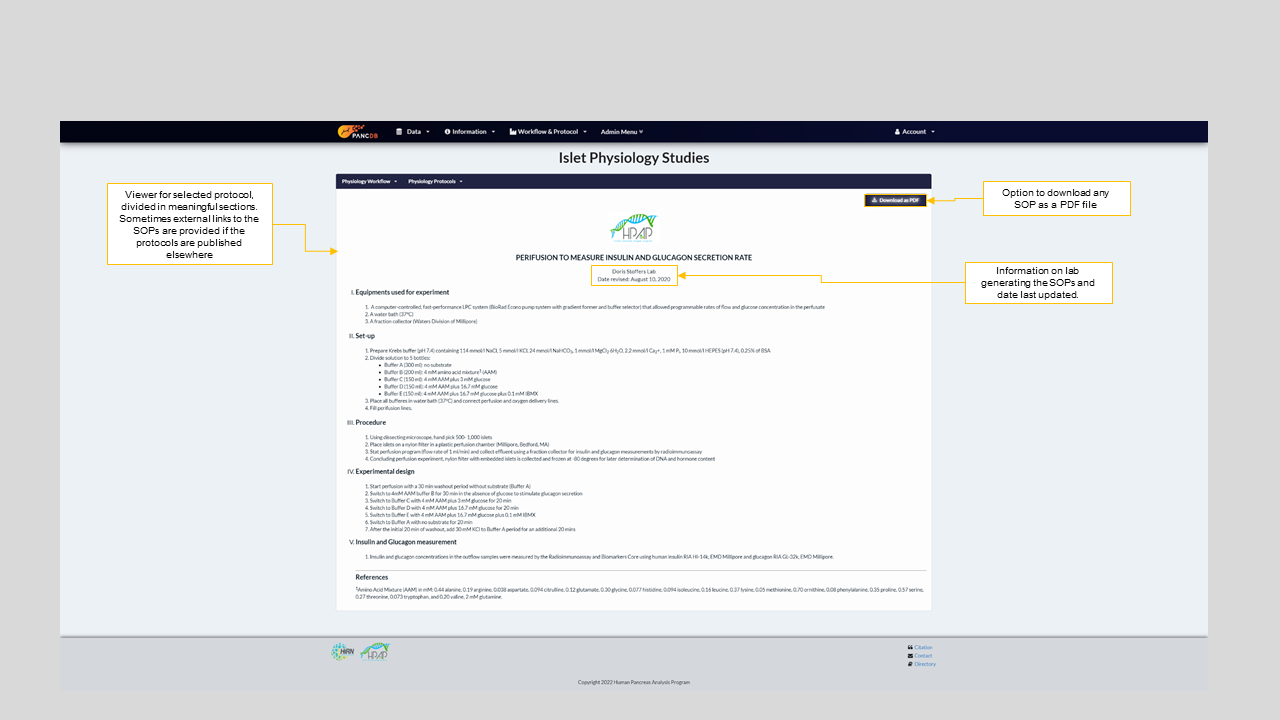 PANCDB Data Information Workflow & Protocol Admin Menu Account
Islet Physiology Studies
Physiology Workflow Physiology Protocols
Viewer for selected protocol,
divided in meaningful sections.
Sometimes external links to the
SOPs are provided if the
protocols are published
elsewhere
Download as PDF
Option to download any
SOP as a PDF file
HPAP
PERIFUSION TO MEASURE INSULIN AND GLUCAGON SECRETION RATE
Doris Stoffers Lab
Date revised: August 10, 2020
Information on lap
generating the SOPs and
date last updated.
I. Equipments used for experiment
1. A computer-controlled, fast-performance LPC system (BioRad Econo pump system with gradient former and buffer selector) that allowed programable rates of flow and glucose concentration in the perfusate
2. A water bath (37°C)
3. A fraction collector (Waters Division of Millipore)
II. Set-up
1. Prepare Krebs buffer (pH 7.4) containing 114 mmol/l NaCl, 5 mmol/l KCl, 24 mmol/l NaHCO3, 1 mmol/l MgCl2 6H2O, 2.2 mmol/l Ca2+, 1 mM Pi, 10 mmol/l HEPES (pH 7.4), 0.25% of BSA
2. Divide solution to 5 bottles:
• Buffer A (300 ml): no substrate
• Buffer B (200 ml): 4 mM amino acid mixture1 (AAM)
• Buffer C (150 ml): 4 mM AAM plus 3 mM glucose
• Buffer D (150 ml): 4 mM AAM plus 16.7 mM glucose
• Buffer E (150 ml): 4 mM AAM plus 16.7 mM glucose plus 0.1 mM IBMX
3. Place all bufferes in water bath (37°C) and connect perfusion and oxygen delivery lines.
4. Fill perifusion lines.
III. Procedure
1. Using dissecting microscope, hand pick 500- 1,000 islets
2. Place islets on a nylon filter in a plastic perfusion chamber (Millipore, Bedford, MA)
3. Stat perfusion program (flow rate of 1 ml/min) and collect effluent using a fraction collector for insulin and glucagon measurements by radioimmunoassay
4. Concluding perfusion experiment, nylon filter with embedded islets is collected and frozen at -80 degrees for later determination of DNA and hormone content
IV. Experimental design
1. Start perfusion with a 30 min washout period without substrate (Buffer A)
2. Switch to 4mM AAM buffer B for 30 min in the absence of glucose to stimulate glucagon secretion
3. Switch to Buffer C with 4 mM AAM plus 3 mM glucose for 20 min
4. Switch to Buffer D with 4 mM AAM plus 16.7 mM glucose for 20 min
5. Switch to Buffer E with 4 mM AAM plus 16.7 mM glucose plus 0.1 mM IBMX
6. Switch to Buffer A with no substrate for 20 min
7. After the initial 20 min of washout, add 30 mM KCl to Buffer A period for an additional 20 mins
V. Insulin and Glucagon measurement
1. Insulin and glucagon concentrations in the outflow samples were measured by the Radioimmunoassay and Biomarkers Core using human insulin RIA HI-14k, EMD Millipore and glucagon RIA GL-32k, EMD Millipore.
References
1Amino Acid Mixture (AAM) in mM: 0.44 alanine, 0.19 arginine, 0.038 aspartate, 0.094 citrulline, 0.12 glutamate, 0.30 glycine, 0.077 histidine, 0.094 isoleucine, 0.16 leucine, 0.37 lysine, 0.05 methionine, 0.70 ornithine, 0.08 phenylalanine, 0.35 proline, 0.57 serine,
0.27 threonine, 0.073 tryptophan, and 0.20 valine, 2 mM glutamine.
HIRN HPAP
Citation
Contact
Directory
Copyright 2022 Human Pancreas Analysis Program